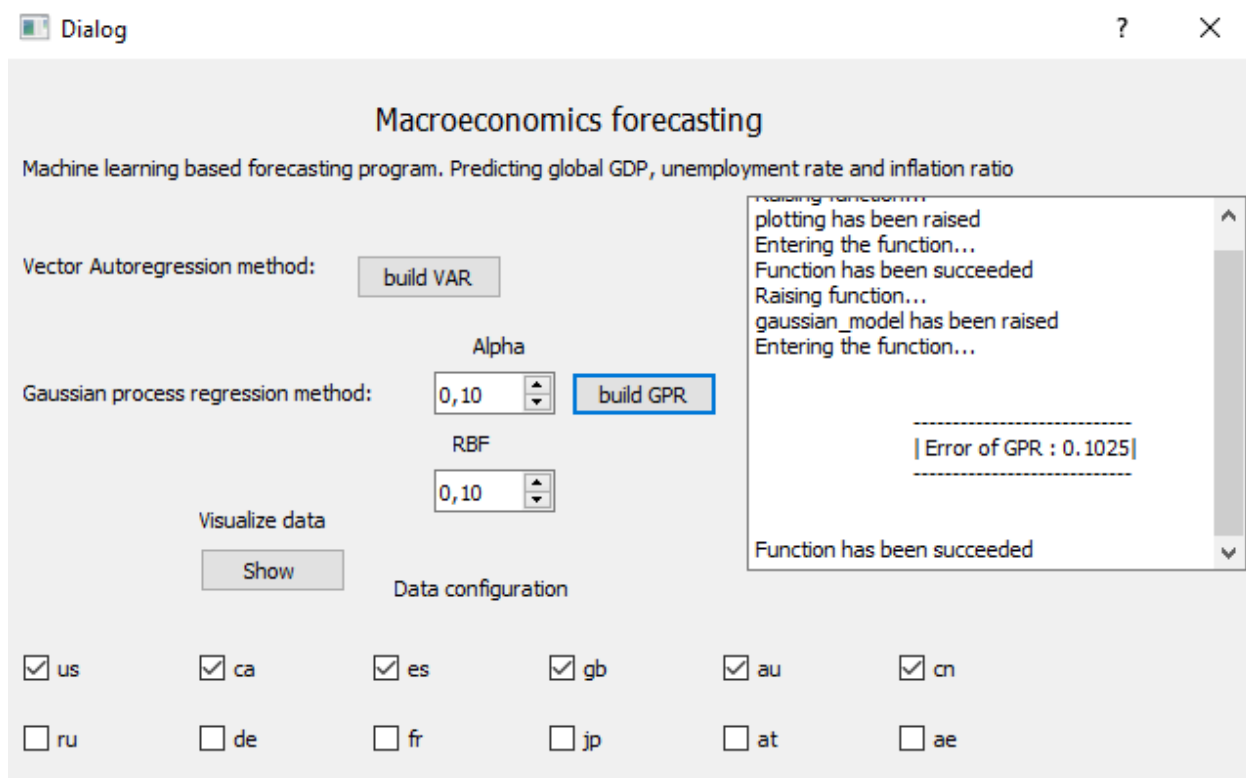 Dialog
?
Macroeconomics forecasting
Machine learning based forecasting program. Predicting global GDP, unemployment rate and inflation ratio
Vector Autoregression method:
build VAR
Alpha
Gaussian process regression method:
0,10
build GPR
RBF
0,10
Visualize data
Show
Data configuration
Raising function...
plotting has been raised
Entering the function...
Function has been succeeded
Raising function...
gaussian_model has been raised
Entering the function...
----------------------------
| Error of GPR : 0.1025|
----------------------------
Function has been succeeded
us ca es gb au cn
ru de fr jp at ae